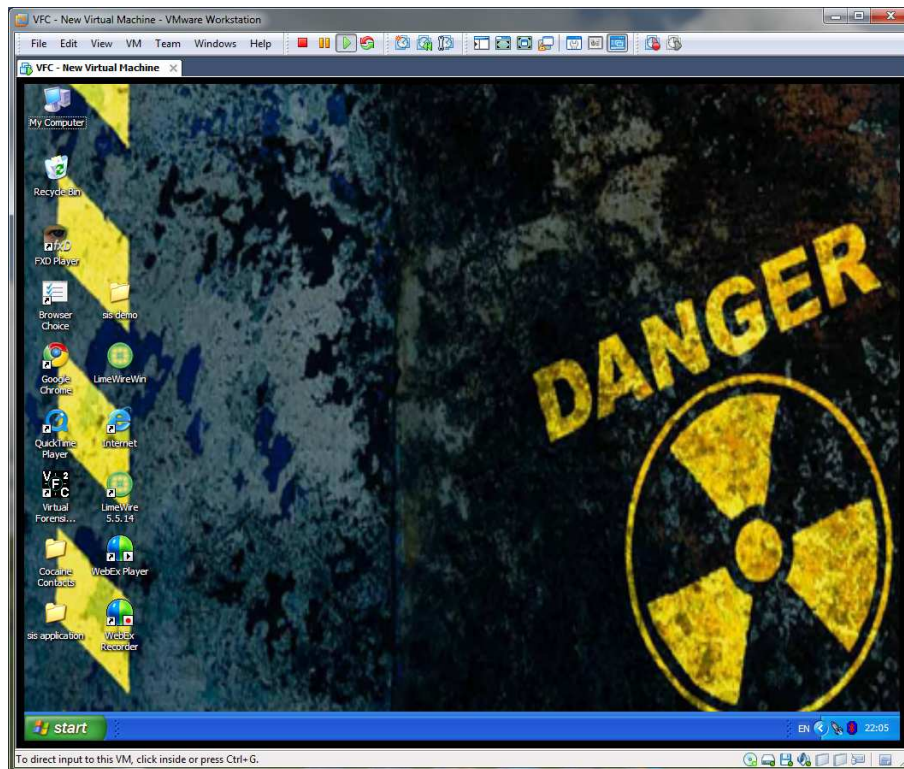 VFC - New Virtual Machine - VMware Workstation
File Edit View VM Team Windows Help
VFC - New Virtual Machine
My Computer
Recycle Bin
fXD
FXD Player
Browser
Choice
sis demo
Google
Chrome
LimeWireWin
QuickTime
Player
Internet
V F 2 C
Virtual
Forensi...
LimeWire
5.5.14
Cocaine
Contacts
WebEx Player
sis application
WebEx
Recorder
DANGER
start
EN
22:05
To direct input to this VM, click inside or press Ctrl+G.